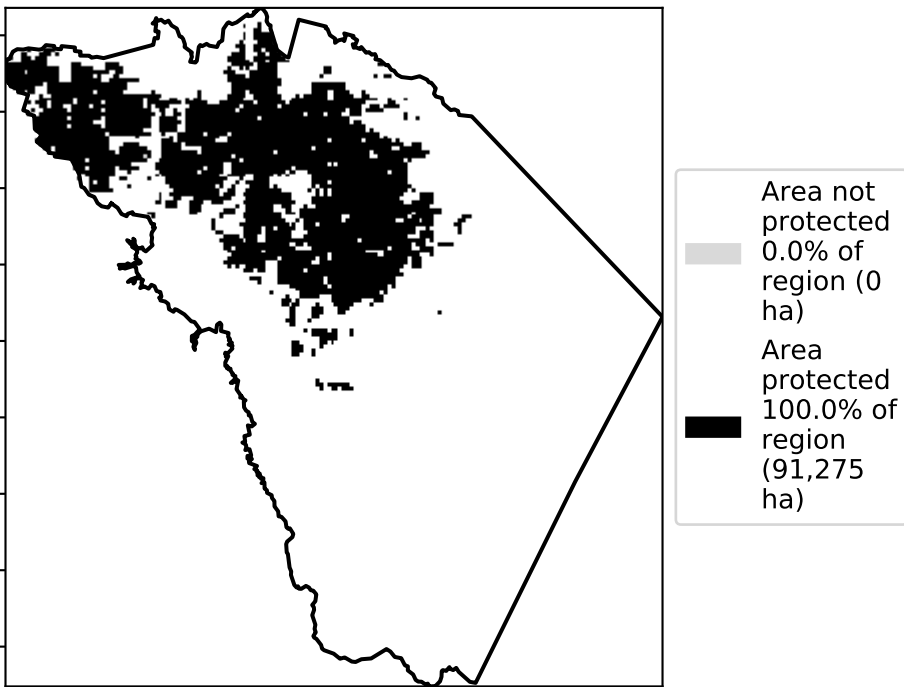 Area not
protected
0.0% of
region (0
ha)
Area
protected
100.0% of
region
(91,275
ha)